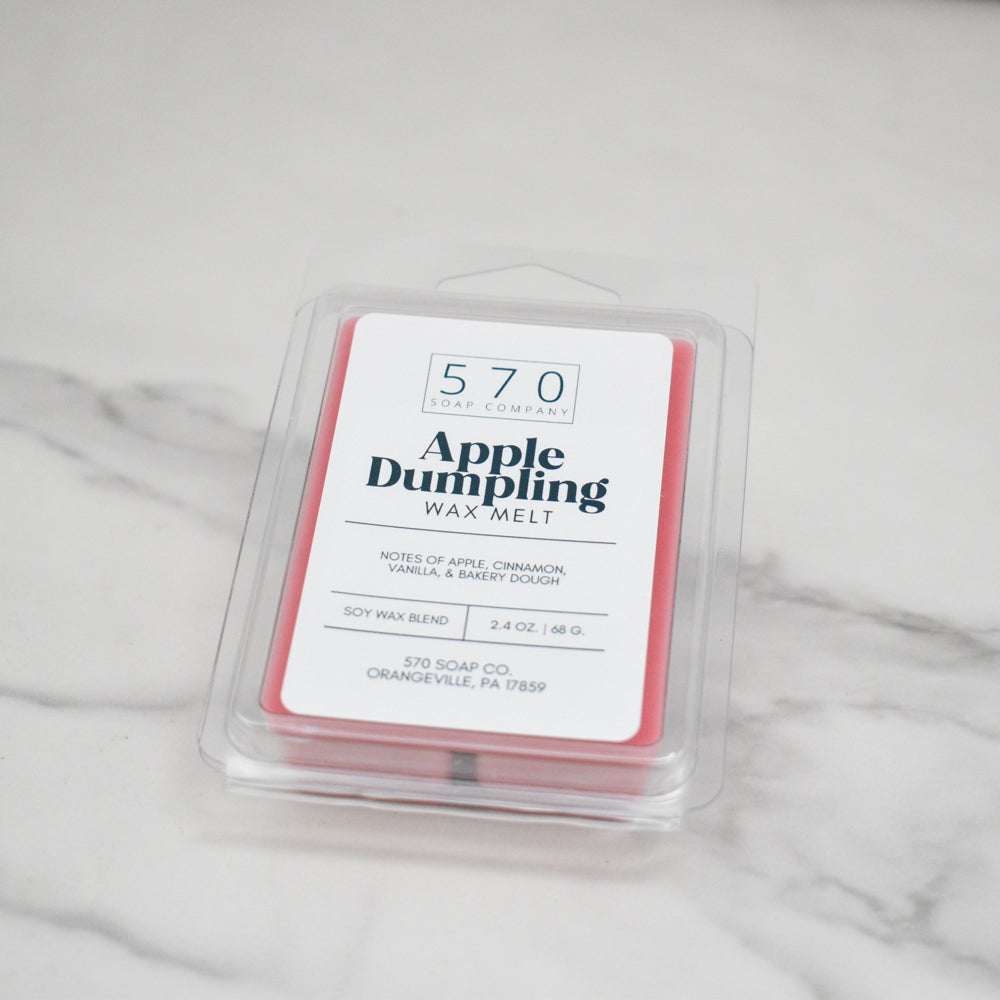 570
SOAP COMPANY
Apple
Dumpling
WAX MELT
NOTES OF APPLE, CINNAMON,
VANILLA, & BAKERY DOUGH
SOY WAX BLEND
2.4 OZ. | 68 G.
570 SOAP CO.
ORANGEVILLE, PA 17859